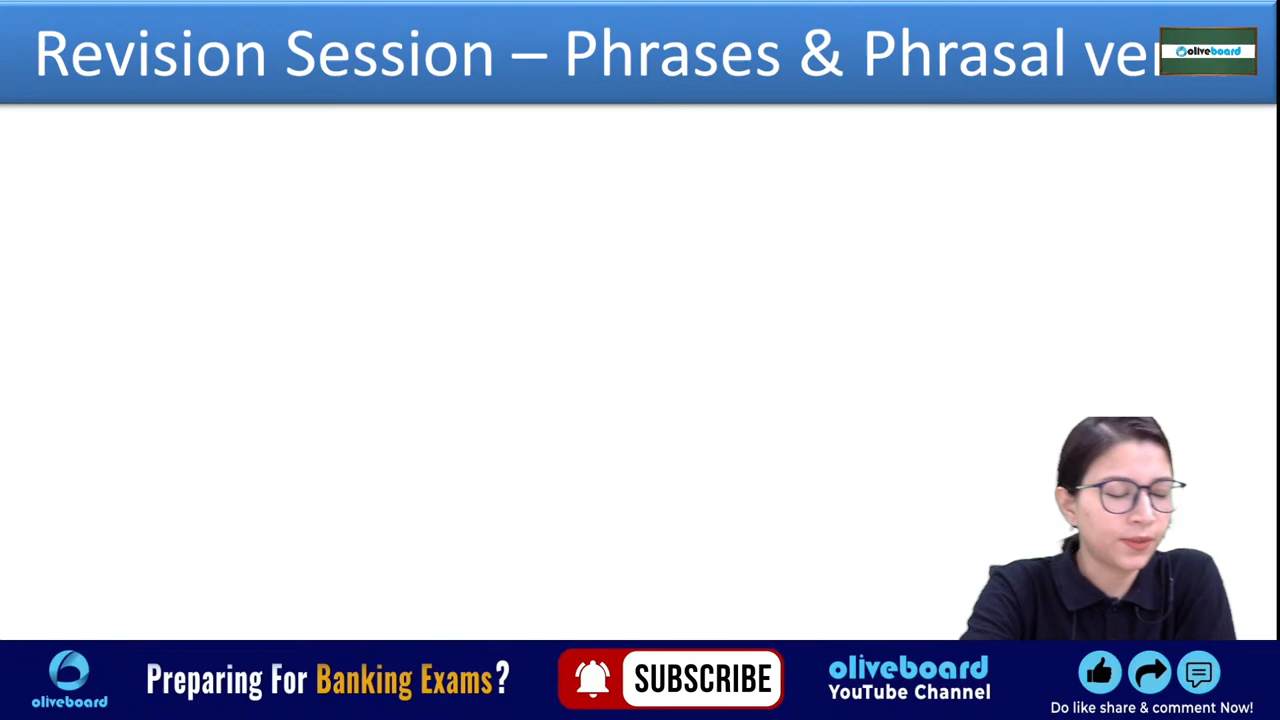 Revision Session – Phrases & Phrasal
oliveboard
oliveboard
Preparing For Banking Exams?
SUBSCRIBE
oliveboard
YouTube Channel
Do like share & comment Now!